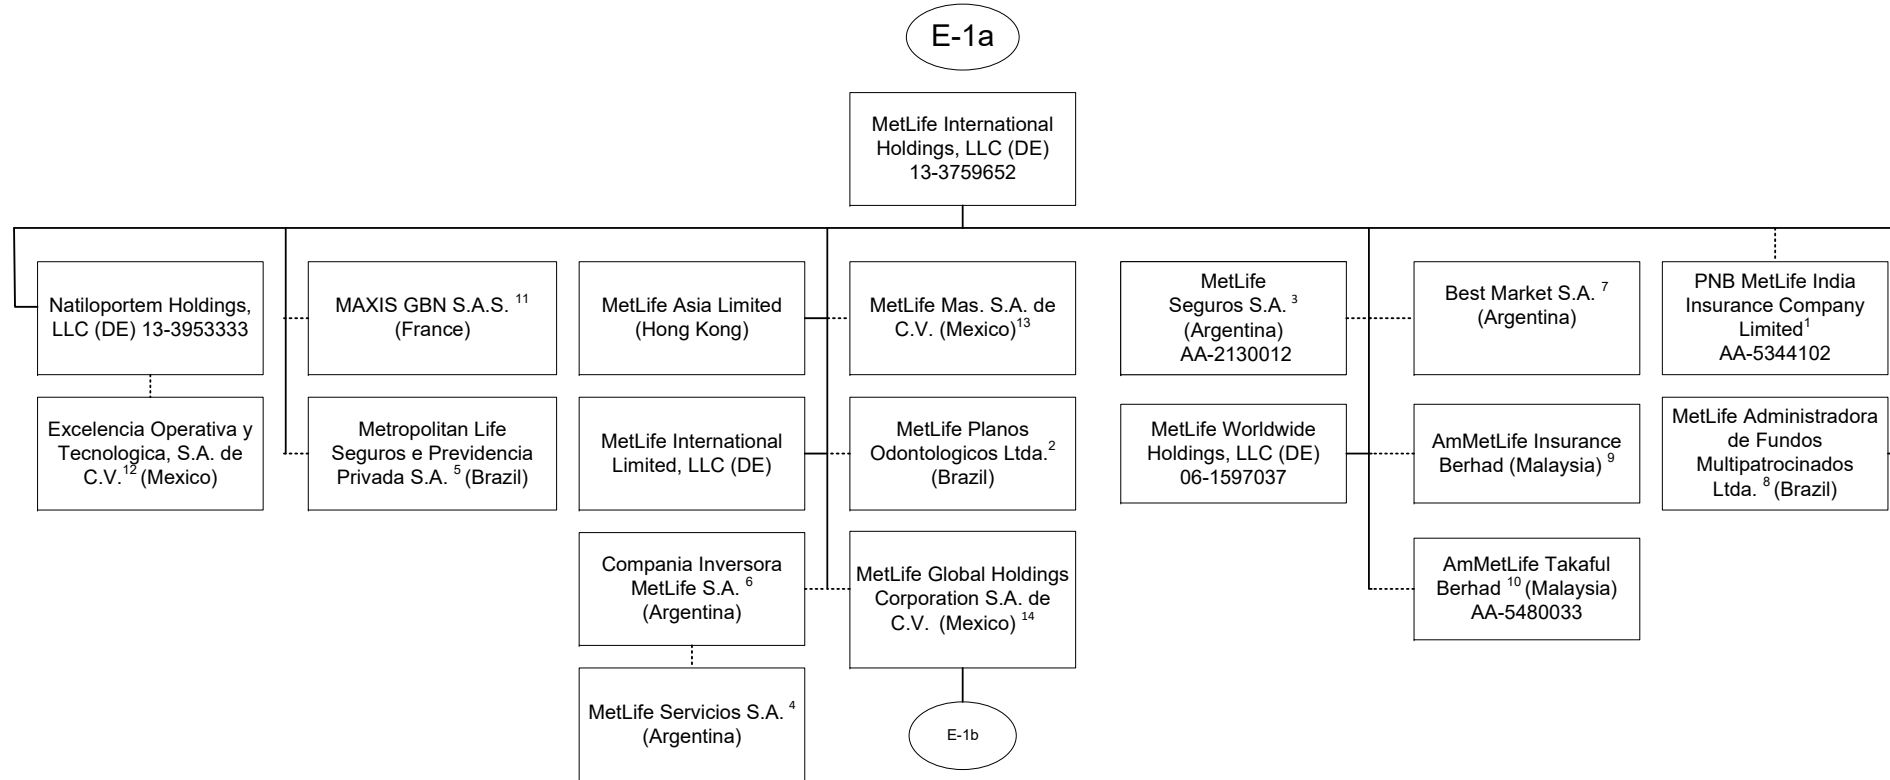 E-1a
MetLife International
Holdings, LLC (DE)
13-3759652
Natiloportem Holdings,
LLC (DE) 13-3953333
MAXIS GBN S.A.S. 11
(France)
MetLife Asia Limited
(Hong Kong)
MetLife Mas. S.A. de
C.V. (Mexico)13
MetLife
Seguros S.A. 3
(Argentina)
AA-2130012
Best Market S.A. 7
(Argentina)
PNB MetLife India
Insurance Company
Limited1
AA-5344102
Excelencia Operativa y
Tecnologica, S.A. de
C.V.12 (Mexico)
Metropolitan Life
Seguros e Previdencia
Privada S.A. 5 (Brazil)
MetLife International
Limited, LLC (DE)
MetLife Planos
Odontologicos Ltda.2
(Brazil)
MetLife Worldwide
Holdings, LLC (DE)
06-1597037
AmMetLife Insurance
Berhad (Malaysia) 9
MetLife Administradora
de Fundos
Multipatrocinados
Ltda. 8 (Brazil)
Compania Inversora
MetLife S.A. 6
(Argentina)
MetLife Global Holdings
Corporation S.A. de
C.V. (Mexico) 14
AmMetLife Takaful
Berhad 10 (Malaysia)
AA-5480033
MetLife Servicios S.A. 4
(Argentina)
E-1b